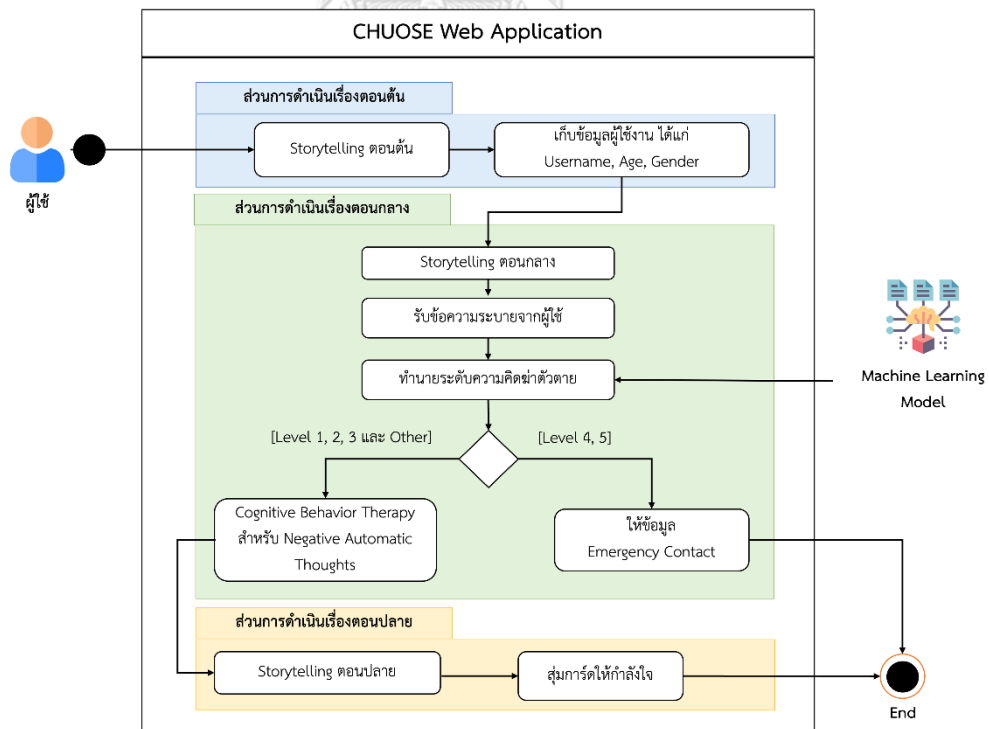 CHUOSE Web Application
ส่วนการดำเนินเรื่องตอนต้น
Storytelling ตอนต้น
เก็บข้อมูลผู้ใช้งาน ได้แก่
Username, Age, Gender
ผู้ใช้
ส่วนการดำเนินเรื่องตอนกลาง
Storytelling ตอนกลาง
รับข้อความระบายจากผู้ใช้
ทำนายระดับความคิดฆ่าตัวตาย
Machine Learning
Model
[Level 1, 2, 3 และ Other]
[Level 4, 5]
Cognitive Behavior Therapy
สำหรับ Negative Automatic
Thoughts
ให้ข้อมูล
Emergency Contact
ส่วนการดำเนินเรื่องตอนปลาย
Storytelling ตอนปลาย
สุ่มการ์ดให้กำลังใจ
End